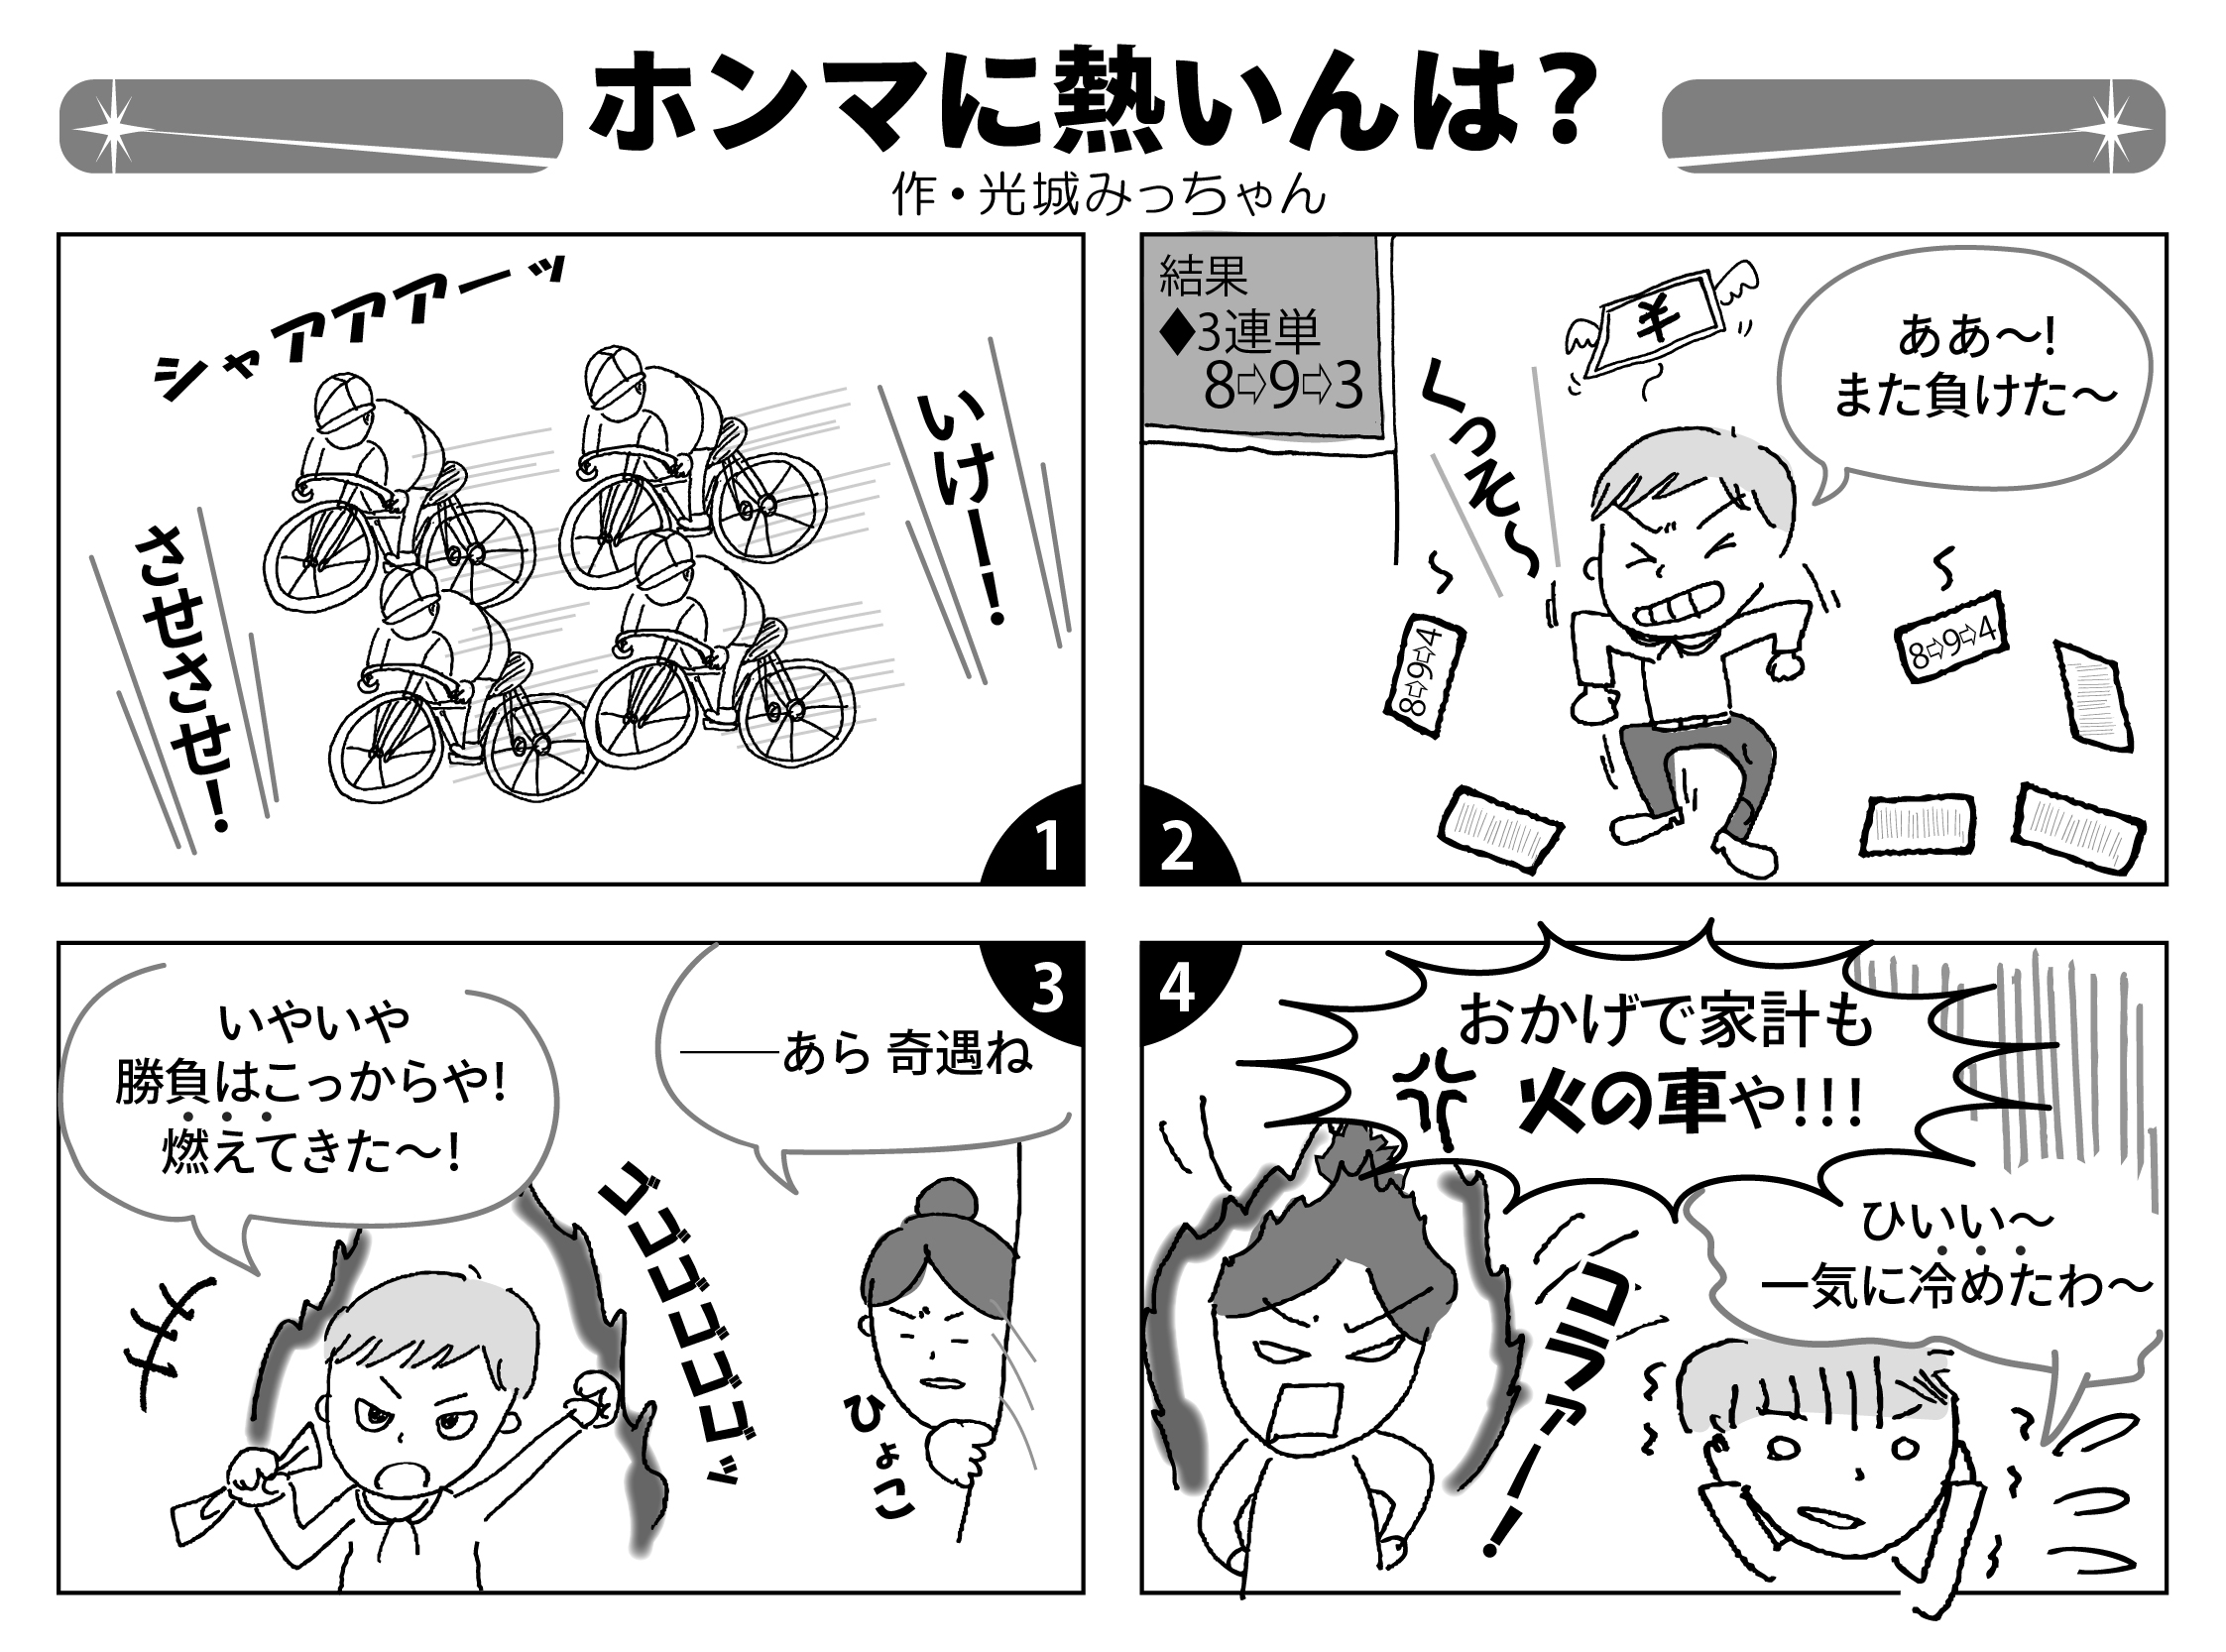 ホンマに熱いんは?
作・光城みっちゃん
シャアアアーッ
いけーー!
させさせ!
1
結果
♦3連単
8⇨9⇨3
くっそ〜
¥
ああ〜!
また負けた〜
8⇨9⇨4
8⇨9⇨4
2
いやいや
勝負はこっからや!
燃えてきた〜!
ゴゴゴゴゴゴッ
―あら 奇遇ね
ひょこ
3
4
おかげで家計も
火の車や!!!
コラァーー!
ひいい〜
一気に冷めたわ〜